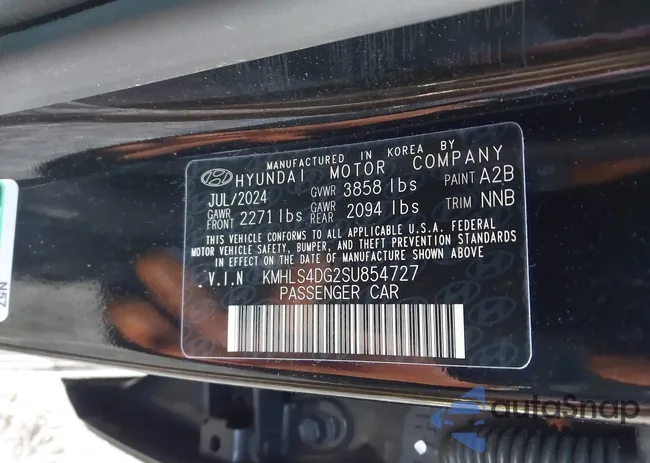 MANUFACTURED IN KOREA BY
HYUNDAI MOTOR COMPANY
JUL/2024 GVWR 3858 lbs PAINT A2B
GAWR FRONT 2271 lbs GAWR REAR 2094 lbs TRIM NNB
THIS VEHICLE CONFORMS TO ALL APPLICABLE U.S.A. FEDERAL
MOTOR VEHICLE SAFETY, BUMPER, AND THEFT PREVENTION STANDARDS
IN EFFECT ON THE DATE OF MANUFACTURE SHOWN ABOVE
V.I.N KMHLS4DG2SU854727
PASSENGER CAR
N57
autoSnap